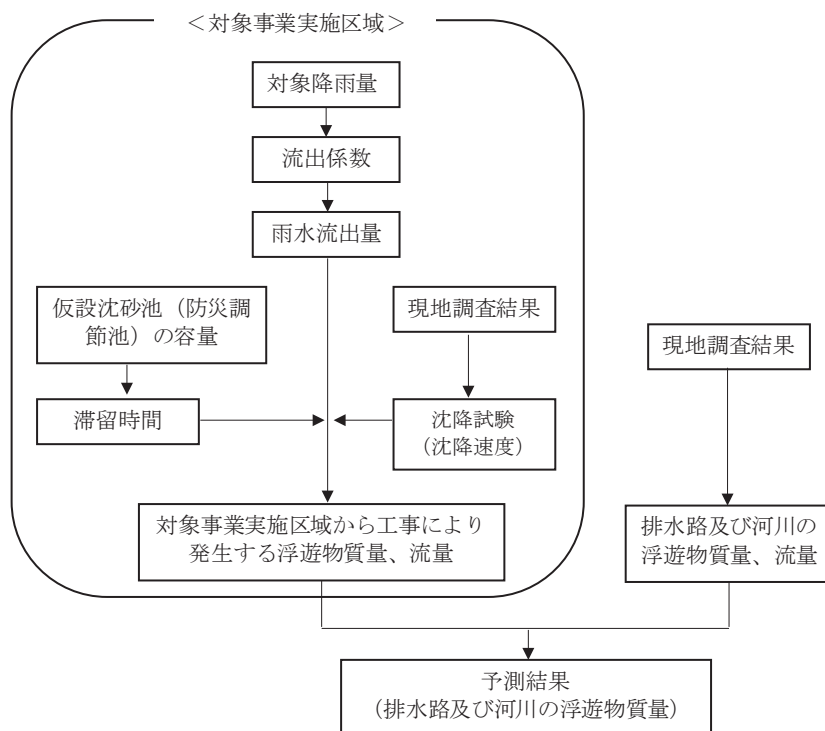 ＜対象事業実施区域＞
対象降雨量
流出係数
雨水流出量
仮設沈砂池（防災調
節池）の容量
現地調査結果
現地調査結果
滞留時間
沈降試験
（沈降速度）
対象事業実施区域から工事により
発生する浮遊物質量、流量
排水路及び河川の
浮遊物質量、流量
予測結果
（排水路及び河川の浮遊物質量）